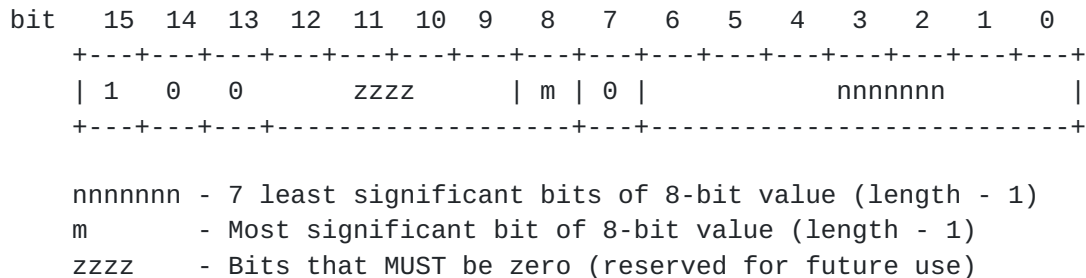 bit   15  14  13  12  11  10  9   8   7   6   5   4   3   2   1   0
    +---+---+---+---+---+---+---+---+---+---+---+---+---+---+---+---+
    | 1   0   0       zzzz      | m | 0 |          nnnnnnn          |
    +---+---+---+-------------------+---+---------------------------+
    nnnnnnn - 7 least significant bits of 8-bit value (length - 1)
    m       - Most significant bit of 8-bit value (length - 1)
    zzzz    - Bits that MUST be zero (reserved for future use)